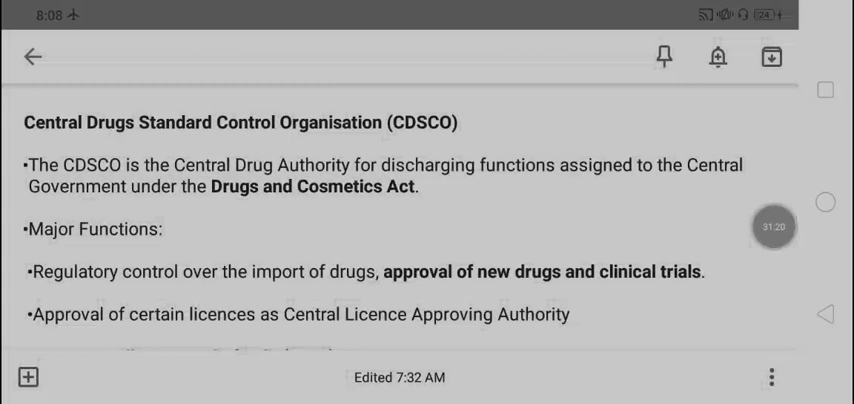 8:08
24
Central Drugs Standard Control Organisation (CDSCO)
•The CDSCO is the Central Drug Authority for discharging functions assigned to the Central
Government under the Drugs and Cosmetics Act.
•Major Functions:
31:20
•Regulatory control over the import of drugs, approval of new drugs and clinical trials.
•Approval of certain licences as Central Licence Approving Authority
Edited 7:32 AM